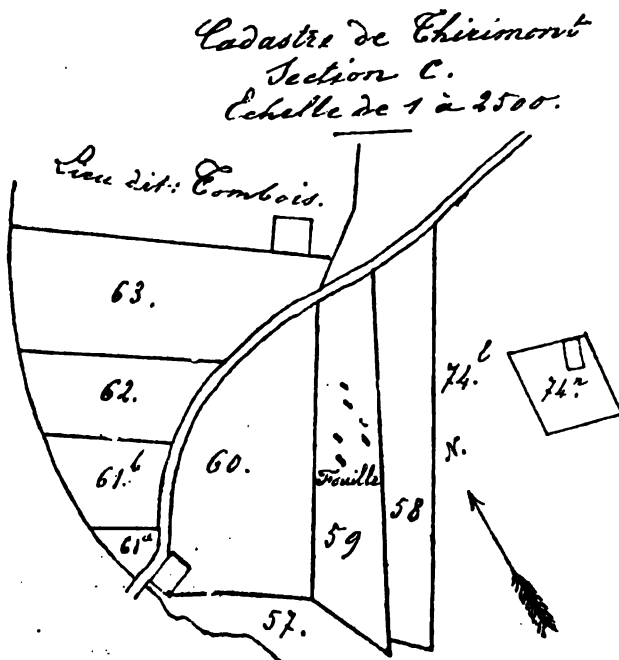 Cadastre de Thirimont
Section C.
Echelle de 1 à 2500.
Lieu dit: Tombois.
63.
62.
61.b
61a
60.
Fouille
59
58
57.
74.l
74.n
N.